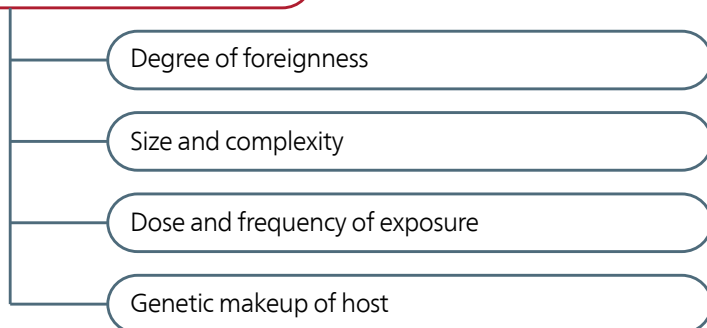 Degree of foreignness
Size and complexity
Dose and frequency of exposure
Genetic makeup of host